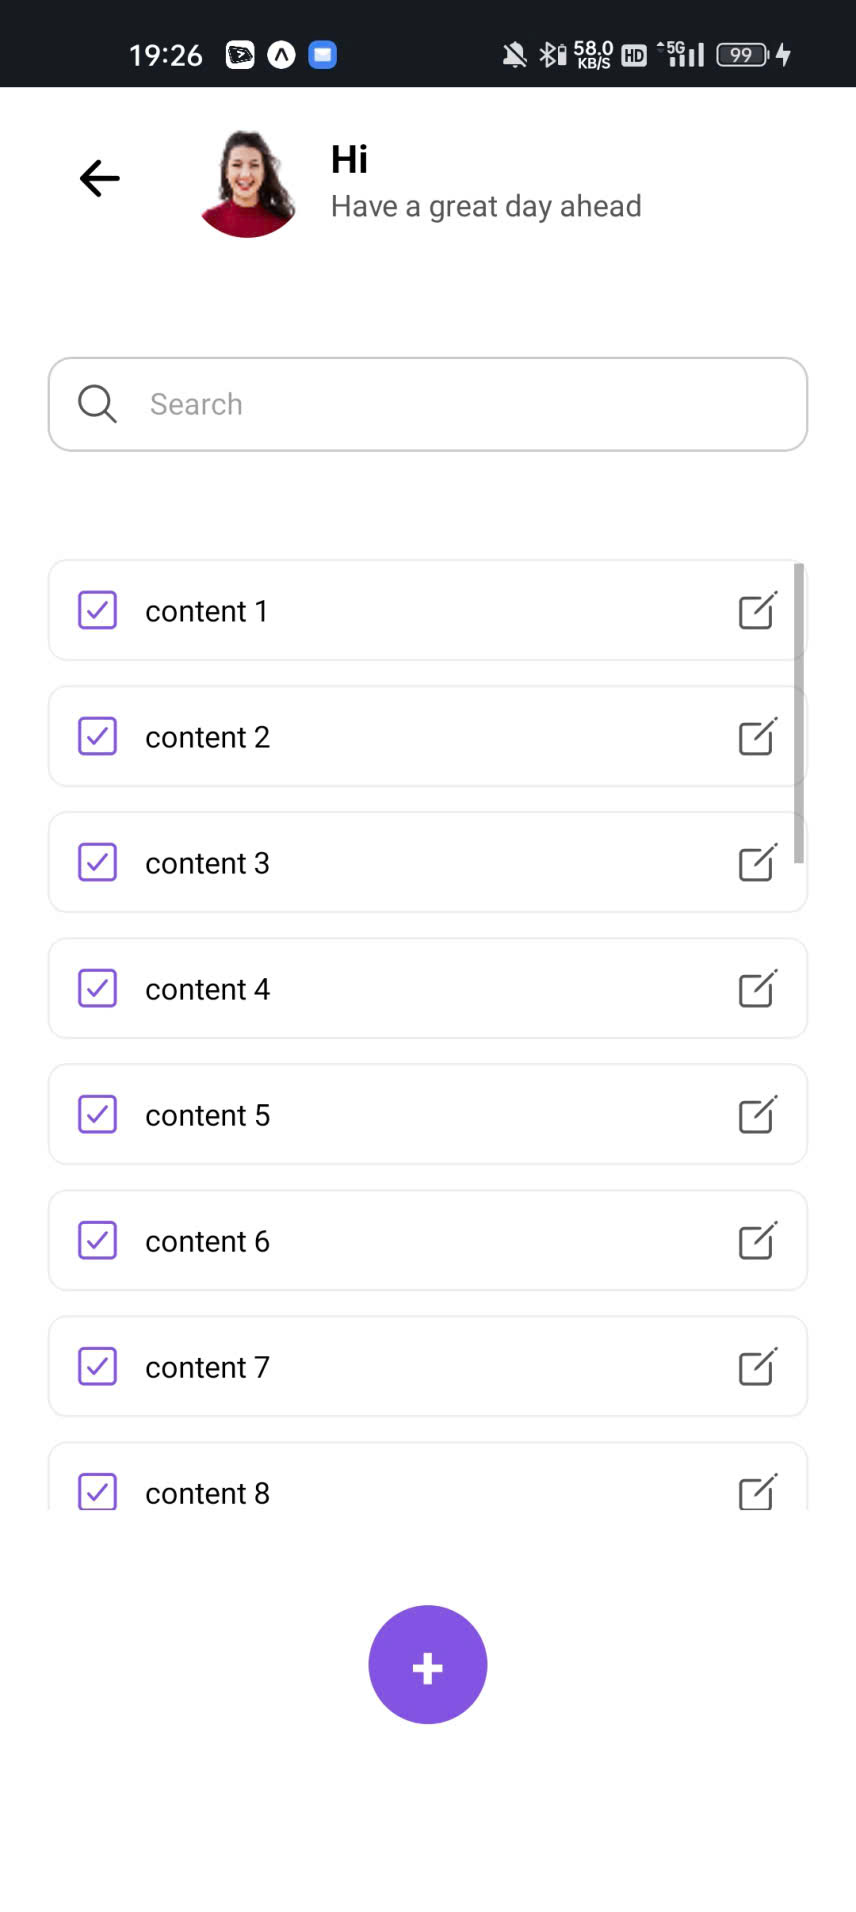 19:26
58.0
KB/S
HD
5G
99
Hi
Have a great day ahead
Search
content 1
content 2
content 3
content 4
content 5
content 6
content 7
content 8
+